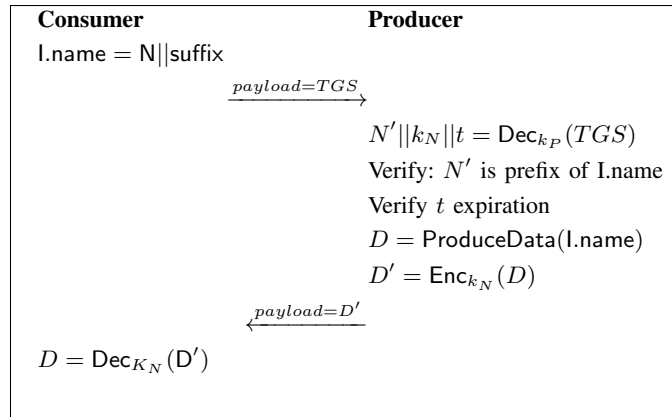 Consumer Producer
I.name = N||suffix
payload=TGS
N′||k_N||t = Dec_{k_P}(TGS)
Verify: N′ is prefix of I.name
Verify t expiration
D = ProduceData(I.name)
D′ = Enc_{k_N}(D)
payload=D′
D = Dec_{K_N}(D′)